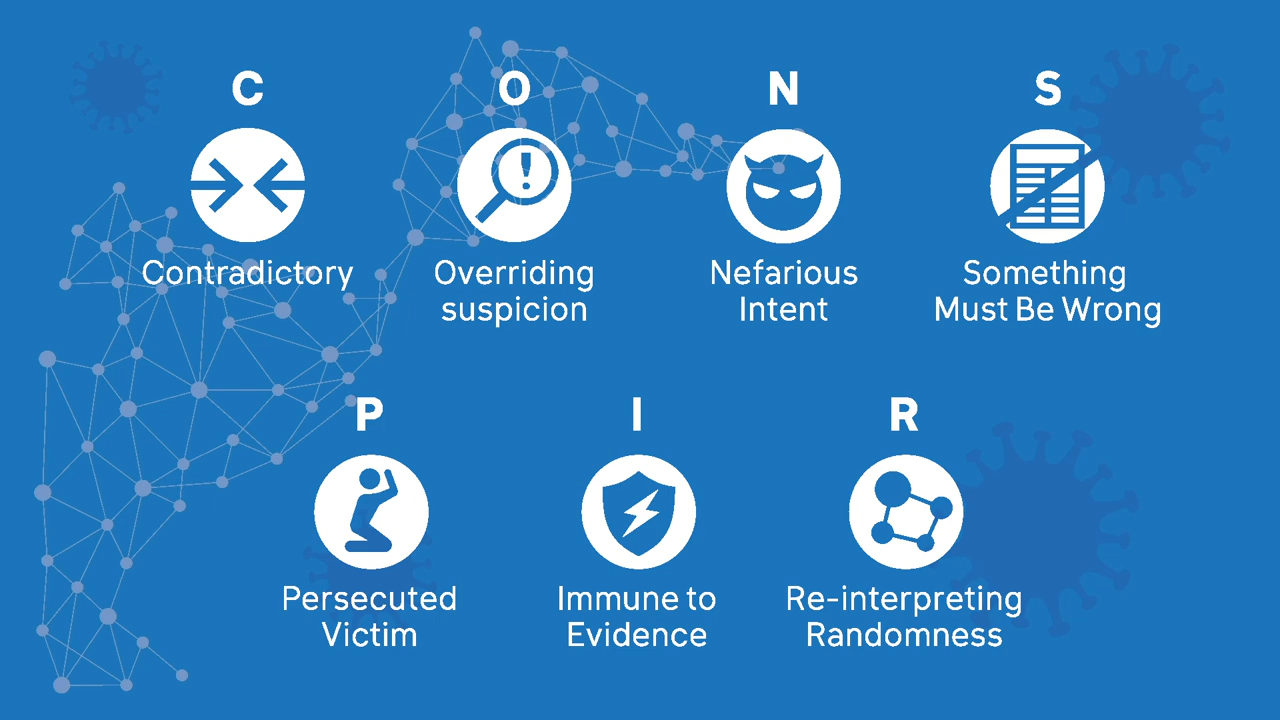 C O N S
Contradictory
Overriding
suspicion
Nefarious
Intent
Something
Must Be Wrong
P I R
Persecuted
Victim
Immune to
Evidence
Re-interpreting
Randomness